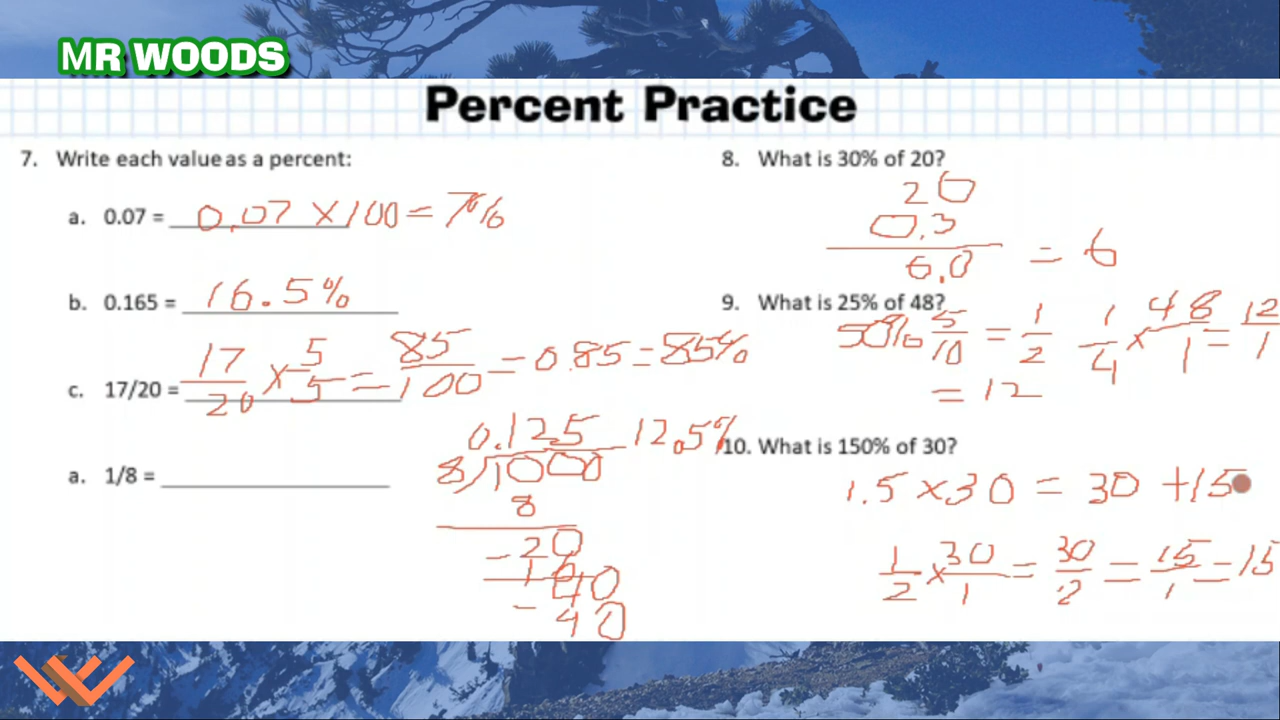 MR WOODS
Percent Practice
7. Write each value as a percent:
a. 0.07 = 0.07 × 100 = 7%
b. 0.165 = 16.5%
c. 17/20 = 17/20 × 5/5 = 85/100 = 0.85 = 85%
a. 1/8 =
0.125 12.5%
8)1000
8
-20
16
40
-40
8. What is 30% of 20?
20
0.3
6.0 = 6
9. What is 25% of 48?
50% 5/10 = 1/2 1/4 × 48/1 = 12/1
= 12
10. What is 150% of 30?
1.5 × 30 = 30 + 15
1/2 × 30/1 = 30/2 = 15/1 = 15